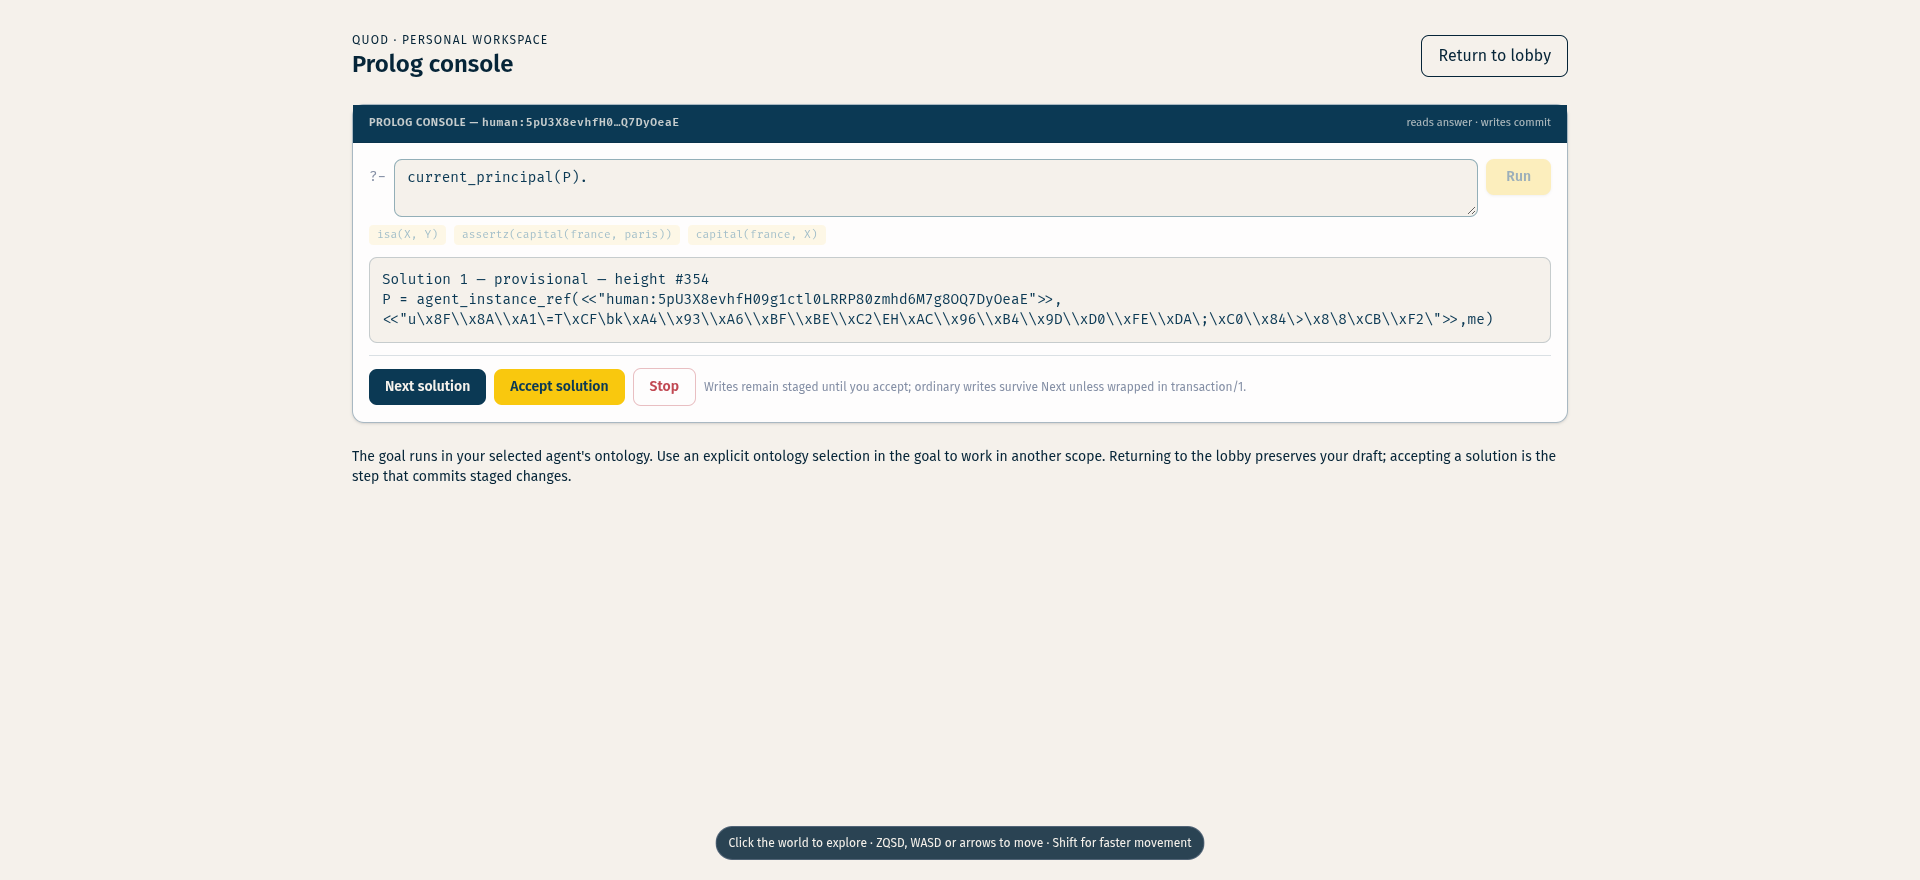 QUOD · PERSONAL WORKSPACE
Prolog console
Return to lobby
PROLOG CONSOLE — human:5pU3X8evhfH0…Q7DyOeaE
reads answer · writes commit
?- current_principal(P).
Run
isa(X, Y) assertz(capital(france, paris)) capital(france, X)
Solution 1 — provisional — height #354
P = agent_instance_ref(<<"human:5pU3X8evhfH09g1ctl0LRRP80zmhd6M7g8OQ7DyOeaE">>,
<<"u\x8F\\x8A\\xA1\=T\xCF\bk\xA4\\x93\\xA6\\xBF\\xBE\\xC2\EH\xAC\\x96\\xB4\\x9D\\xD0\\xFE\\xDA\;\xC0\\x84\>\x8\8\xCB\\xF2\">>,me)
Next solution
Accept solution
Stop
Writes remain staged until you accept; ordinary writes survive Next unless wrapped in transaction/1.
The goal runs in your selected agent's ontology. Use an explicit ontology selection in the goal to work in another scope. Returning to the lobby preserves your draft; accepting a solution is the
step that commits staged changes.
Click the world to explore · ZQSD, WASD or arrows to move · Shift for faster movement